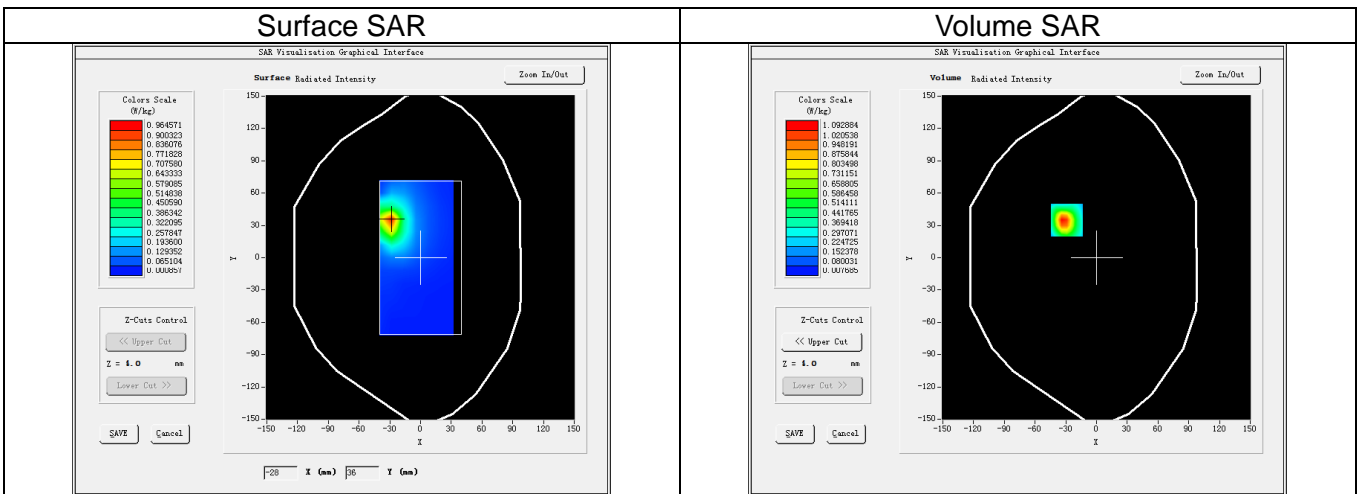 Surface SAR
SAR Visualisation Graphical Interface
Surface Radiated Intensity
Zoom In/Out
Colors Scale
(W/kg)
0.964571
0.900323
0.836076
0.771828
0.707580
0.643333
0.579085
0.514838
0.450590
0.386342
0.322095
0.257847
0.193600
0.129352
0.065104
0.000857
Z-Cuts Control
<< Upper Cut
Z = 4.0 mm
Lower Cut >>
SAVE Cancel
150
120
90
60
30
0
-30
-60
-90
-120
-150
Y
-150 -120 -90 -60 -30 0 30 60 90 120 150
X
-28 X (mm) 36 Y (mm)
Volume SAR
SAR Visualisation Graphical Interface
Volume Radiated Intensity
Zoom In/Out
Colors Scale
(W/kg)
1.092884
1.020538
0.948191
0.875844
0.803498
0.731151
0.658805
0.586458
0.514111
0.441765
0.369418
0.297071
0.224725
0.152378
0.080031
0.007685
Z-Cuts Control
<< Upper Cut
Z = 4.0 mm
Lower Cut >>
SAVE Cancel
150
120
90
60
30
0
-30
-60
-90
-120
-150
Y
-150 -120 -90 -60 -30 0 30 60 90 120 150
X